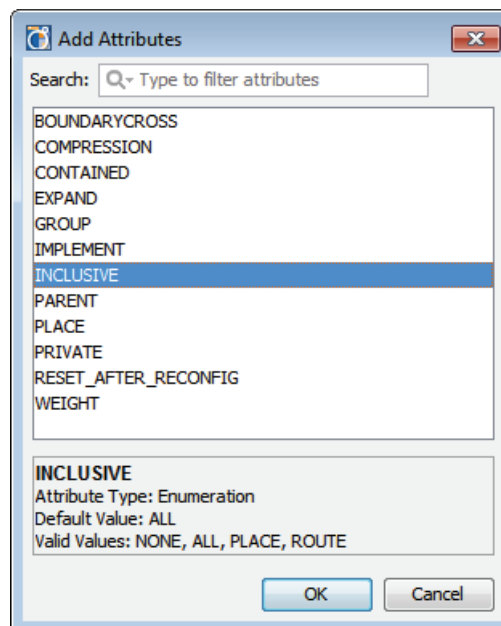 Add Attributes
Search: Type to filter attributes
BOUNDARYCROSS
COMPRESSION
CONTAINED
EXPAND
GROUP
IMPLEMENT
INCLUSIVE
PARENT
PLACE
PRIVATE
RESET_AFTER_RECONFIG
WEIGHT
INCLUSIVE
Attribute Type: Enumeration
Default Value: ALL
Valid Values: NONE, ALL, PLACE, ROUTE
OK Cancel